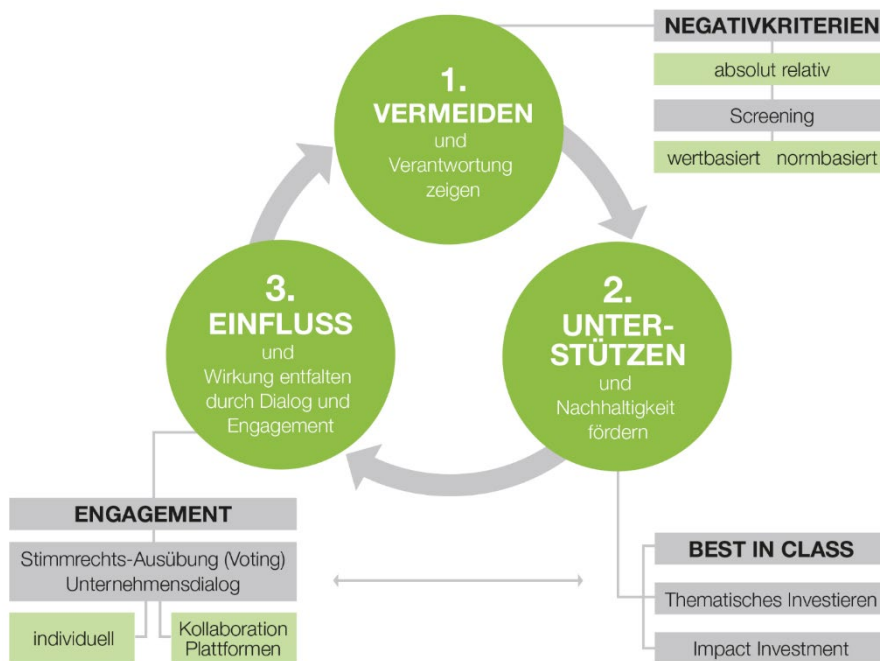 1.
VERMEIDEN
und
Verantwortung
zeigen
NEGATIVKRITERIEN
absolut relativ
Screening
wertbasiert normbasiert
2.
UNTER-
STÜTZEN
und
Nachhaltigkeit
fördern
BEST IN CLASS
Thematisches Investieren
Impact Investment
3.
EINFLUSS
und
Wirkung entfalten
durch Dialog und
Engagement
ENGAGEMENT
Stimmrechts-Ausübung (Voting)
Unternehmensdialog
individuell
Kollaboration
Plattformen